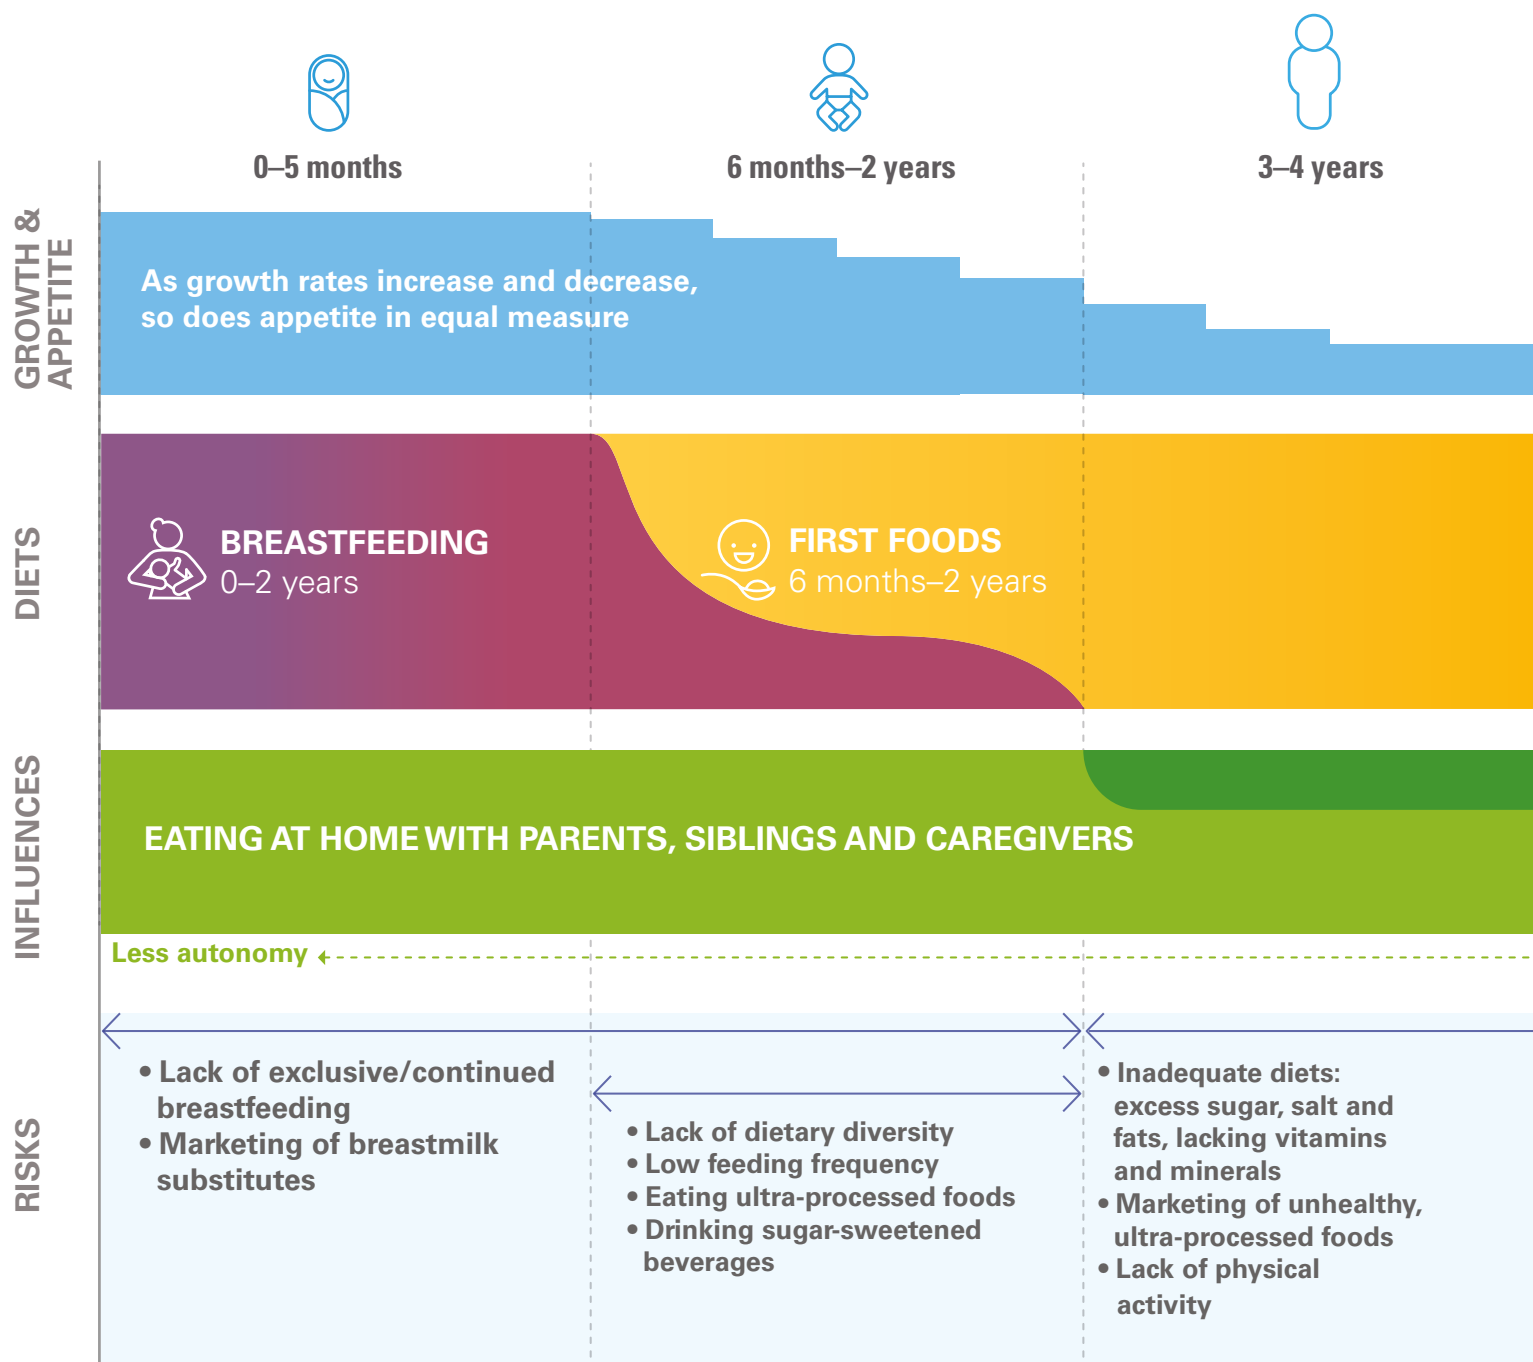 0–5 months
6 months–2 years
3–4 years
GROWTH &
APPETITE
As growth rates increase and decrease,
so does appetite in equal measure
DIETS
BREASTFEEDING
0–2 years
FIRST FOODS
6 months–2 years
INFLUENCES
EATING AT HOME WITH PARENTS, SIBLINGS AND CAREGIVERS
Less autonomy
RISKS
• Lack of exclusive/continued
breastfeeding
• Marketing of breastmilk
substitutes
• Lack of dietary diversity
• Low feeding frequency
• Eating ultra-processed foods
• Drinking sugar-sweetened
beverages
• Inadequate diets:
excess sugar, salt and
fats, lacking vitamins
and minerals
• Marketing of unhealthy,
ultra-processed foods
• Lack of physical
activity